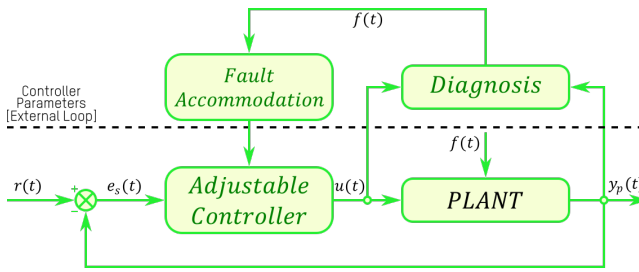 f(t)
Fault
Accommodation
Diagnosis
Controller
Parameters
[External Loop]
f(t)
r(t)
+
−
e_s(t)
Adjustable
Controller
u(t)
PLANT
y_p(t)